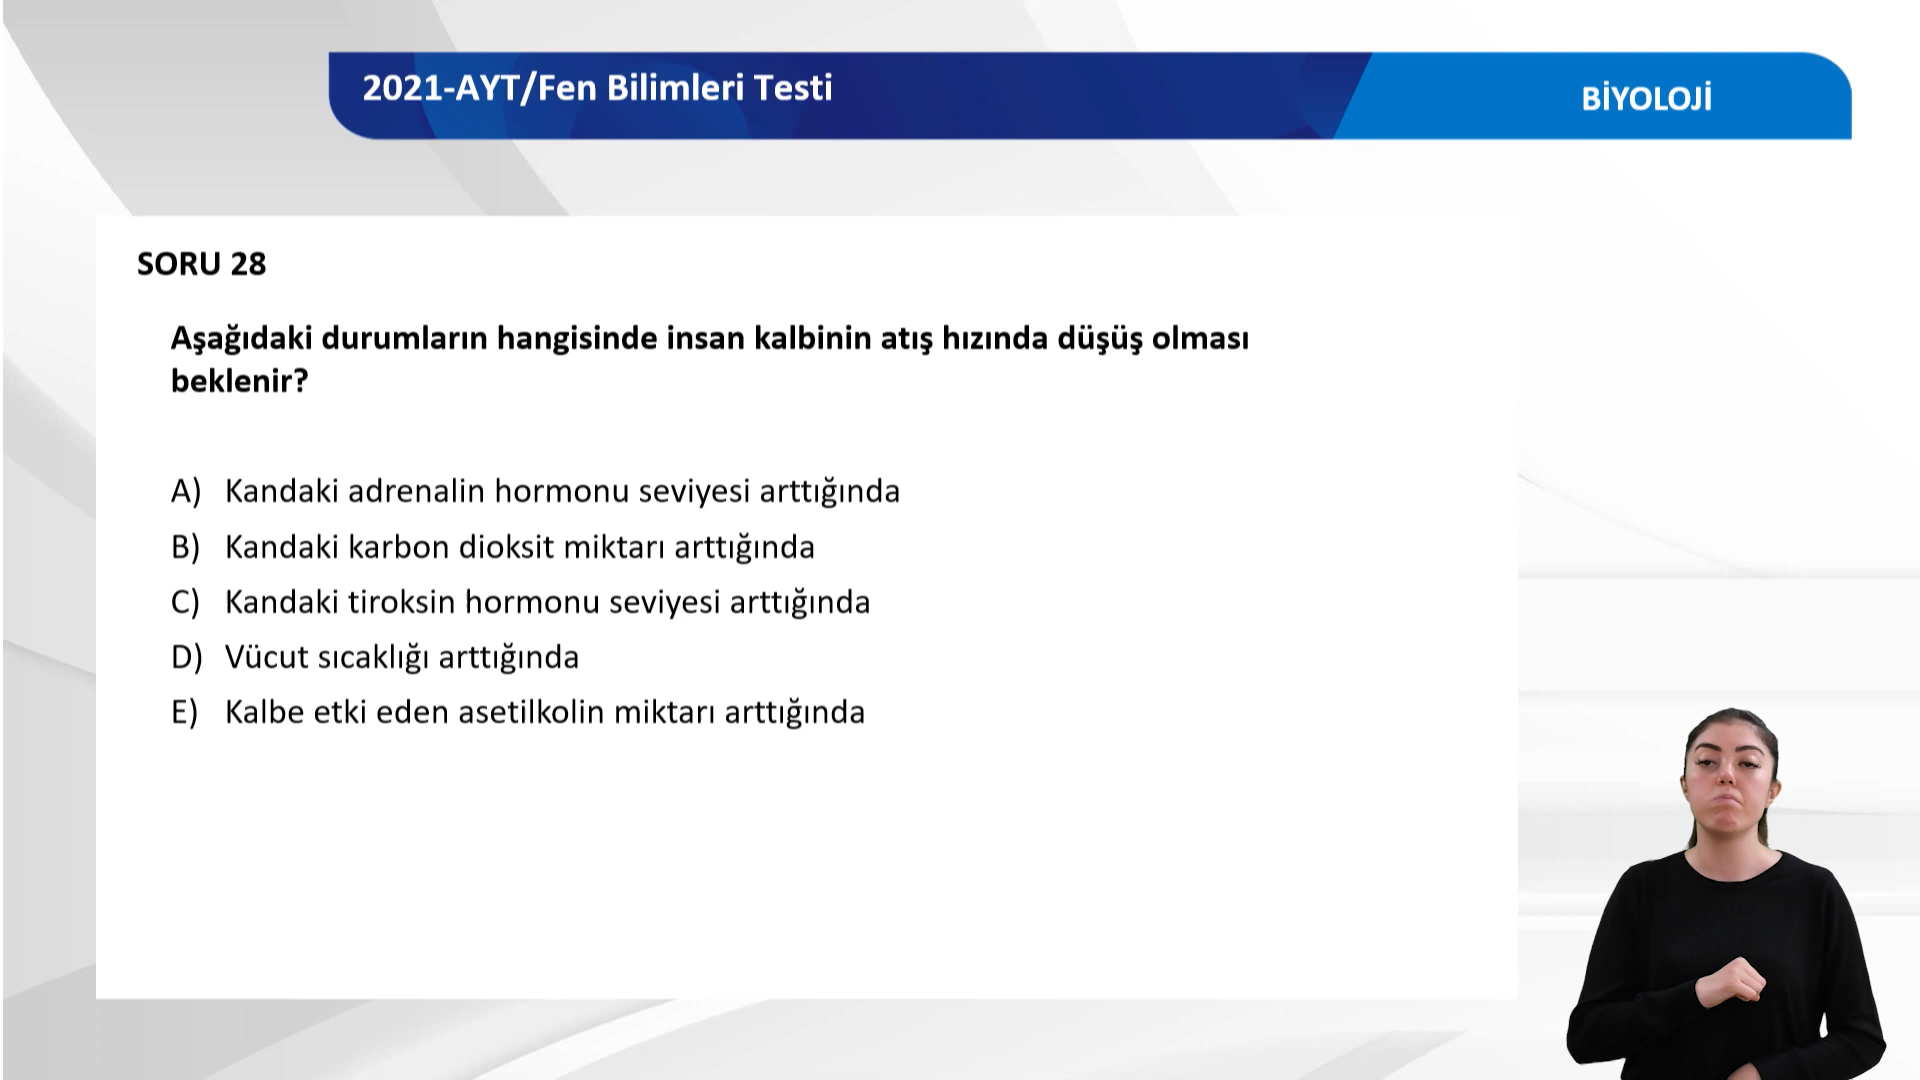 2021-AYT/Fen Bilimleri Testi
BİYOLOJİ
SORU 28
Aşağıdaki durumların hangisinde insan kalbinin atış hızında düşüş olması
beklenir?
A) Kandaki adrenalin hormonu seviyesi arttığında
B) Kandaki karbon dioksit miktarı arttığında
C) Kandaki tiroksin hormonu seviyesi arttığında
D) Vücut sıcaklığı arttığında
E) Kalbe etki eden asetilkolin miktarı arttığında